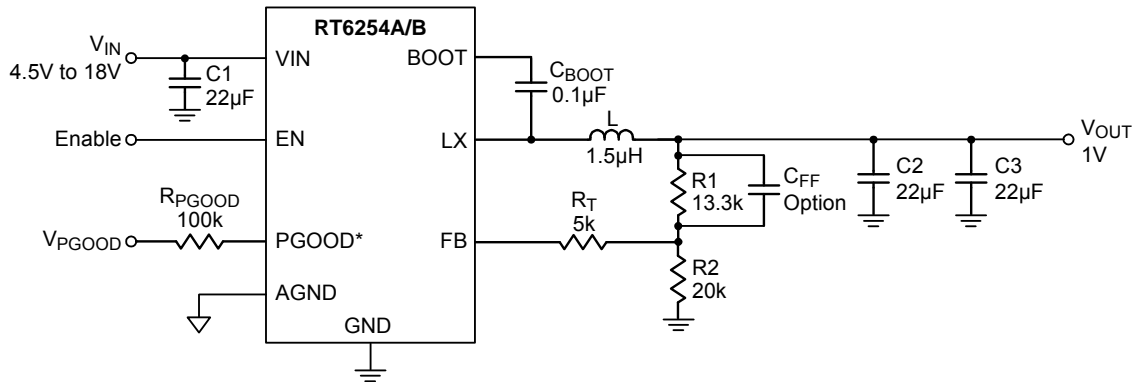 RT6254A/B
VIN
4.5V to 18V
C1
22µF
VIN
BOOT
CBOOT
0.1µF
Enable
EN
LX
L
1.5µH
VOUT
1V
R1
13.3k
CFF
Option
C2
22µF
C3
22µF
RPGOOD
100k
VPGOOD
PGOOD*
FB
RT
5k
R2
20k
AGND
GND